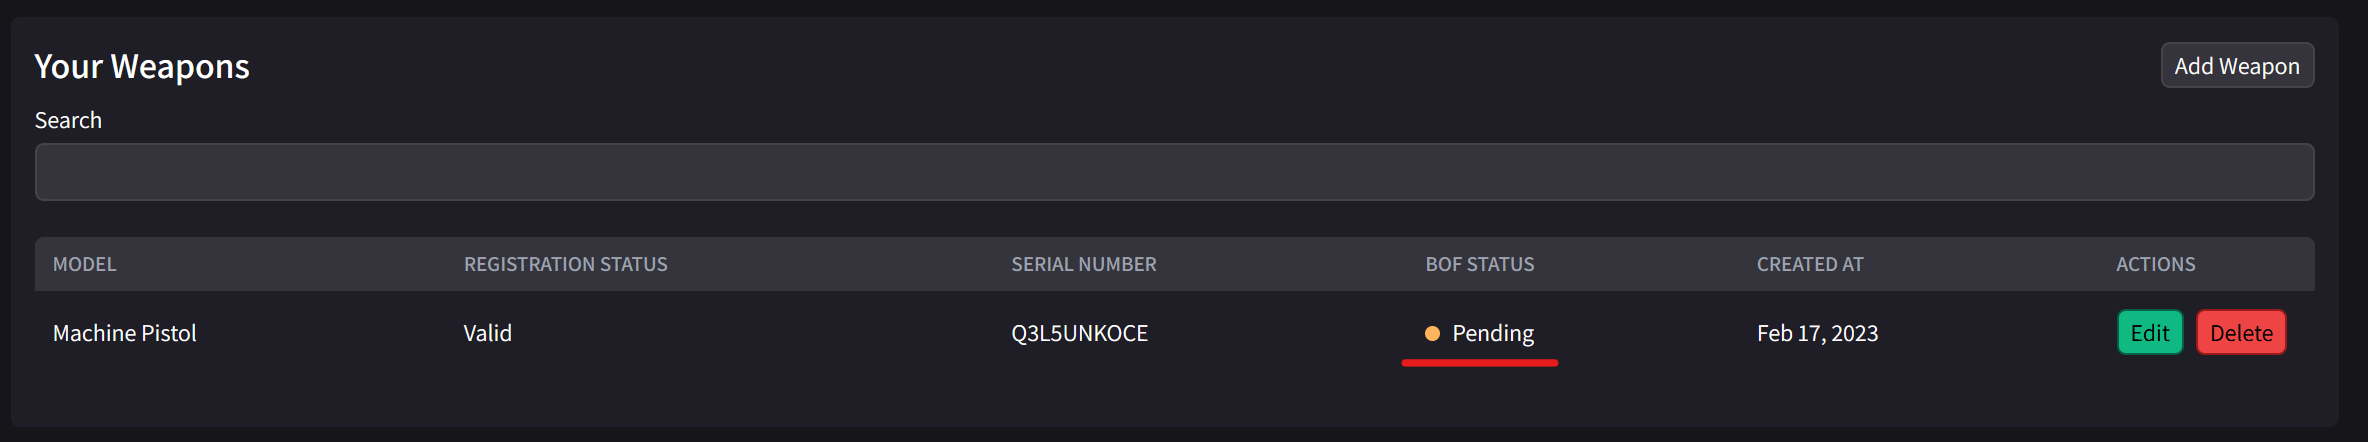 Your Weapons
Add Weapon
Search
MODEL REGISTRATION STATUS SERIAL NUMBER BOF STATUS CREATED AT ACTIONS
Machine Pistol Valid Q3L5UNKOCE Pending Feb 17, 2023 Edit Delete